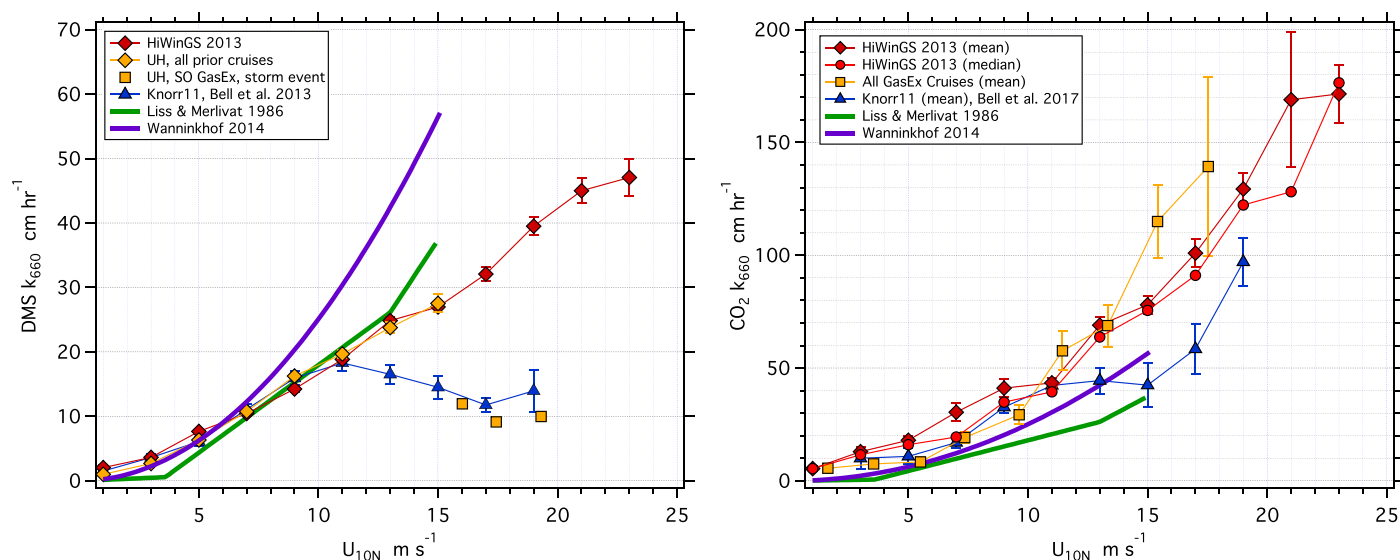 70
60
50
40
30
20
10
0
DMS k660 cm hr-1
HiWinGS 2013
UH, all prior cruises
UH, SO GasEx, storm event
Knorr11, Bell et al. 2013
Liss & Merlivat 1986
Wanninkhof 2014
5 10 15 20 25
U10N m s-1
200
150
100
50
0
CO2 k660 cm hr-1
HiWinGS 2013 (mean)
HiWinGS 2013 (median)
All GasEx Cruises (mean)
Knorr11 (mean), Bell et al. 2017
Liss & Merlivat 1986
Wanninkhof 2014
5 10 15 20 25
U10N m s-1